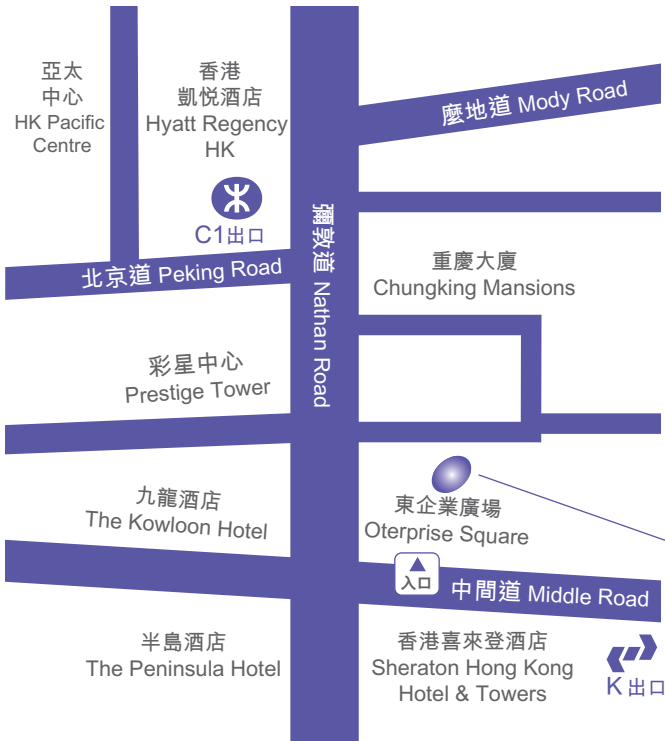 亞太
中心
HK Pacific
Centre
香港
凱悦酒店
Hyatt Regency
HK
C1出口
麼地道 Mody Road
北京道 Peking Road
彌敦道 Nathan Road
重慶大廈
Chungking Mansions
彩星中心
Prestige Tower
九龍酒店
The Kowloon Hotel
東企業廣場
Oterprise Square
入口
中間道 Middle Road
半島酒店
The Peninsula Hotel
香港喜來登酒店
Sheraton Hong Kong
Hotel & Towers
K 出口